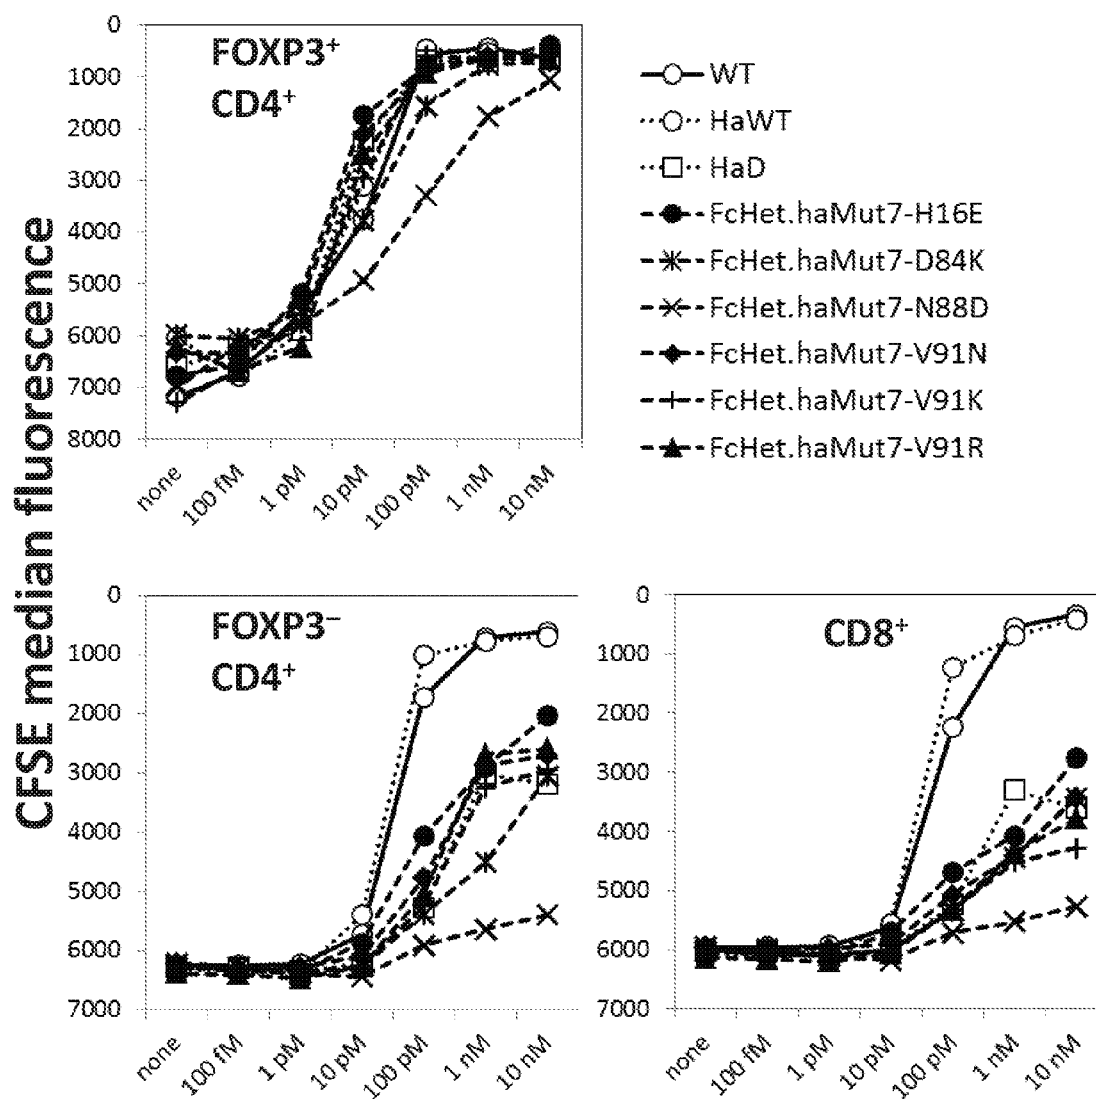 CFSE median fluorescence
FOXP3⁺
CD4⁺
0
1000
2000
3000
4000
5000
6000
7000
8000
none
100 fM
1 pM
10 pM
100 pM
1 nM
10 nM
WT
HaWT
HaD
FcHet.haMut7-H16E
FcHet.haMut7-D84K
FcHet.haMut7-N88D
FcHet.haMut7-V91N
FcHet.haMut7-V91K
FcHet.haMut7-V91R
FOXP3⁻
CD4⁺
0
1000
2000
3000
4000
5000
6000
7000
none
100 fM
1 pM
10 pM
100 pM
1 nM
10 nM
CD8⁺
0
1000
2000
3000
4000
5000
6000
7000
none
100 fM
1 pM
10 pM
100 pM
1 nM
10 nM